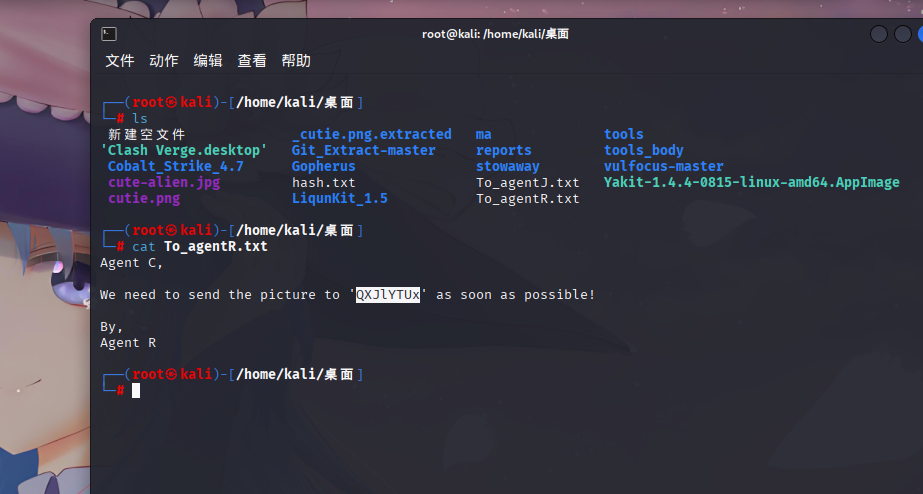 root@kali: /home/kali/桌面
文件 动作 编辑 查看 帮助
┌──(root㉿kali)-[/home/kali/桌面]
└─# ls
新建空文件 _cutie.png.extracted ma tools
'Clash Verge.desktop' Git_Extract-master reports tools_body
Cobalt_Strike_4.7 Gopherus stowaway vulfocus-master
cute-alien.jpg hash.txt To_agentJ.txt Yakit-1.4.4-0815-linux-amd64.AppImage
cutie.png LiqunKit_1.5 To_agentR.txt
┌──(root㉿kali)-[/home/kali/桌面]
└─# cat To_agentR.txt
Agent C,
We need to send the picture to 'QXJlYTUx' as soon as possible!
By,
Agent R
┌──(root㉿kali)-[/home/kali/桌面]
└─#